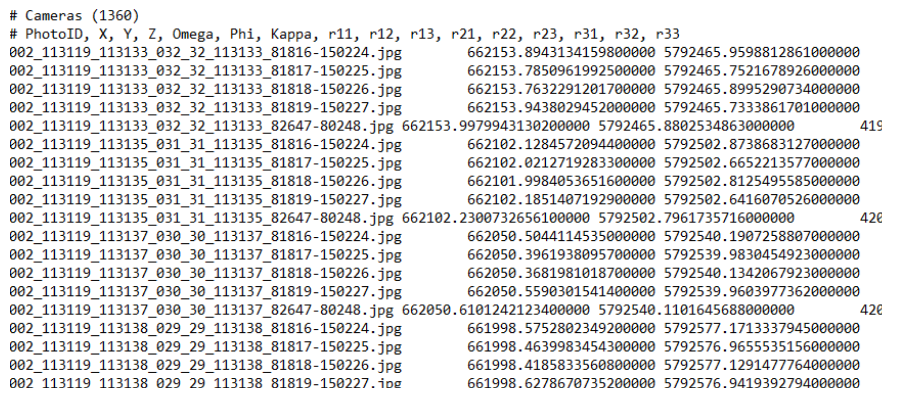 # Cameras (1360)
# PhotoID, X, Y, Z, Omega, Phi, Kappa, r11, r12, r13, r21, r22, r23, r31, r32, r33
002_113119_113133_032_32_113133_81816-150224.jpg 662153.8943134159800000 5792465.9598812861000000
002_113119_113133_032_32_113133_81817-150225.jpg 662153.7850961992500000 5792465.7521678926000000
002_113119_113133_032_32_113133_81818-150226.jpg 662153.7632291201700000 5792465.8995290734000000
002_113119_113133_032_32_113133_81819-150227.jpg 662153.9438029452000000 5792465.7333861701000000
002_113119_113133_032_32_113133_82647-80248.jpg 662153.9979943130200000 5792465.8802534863000000 419
002_113119_113135_031_31_113135_81816-150224.jpg 662102.1284572094400000 5792502.8738683127000000
002_113119_113135_031_31_113135_81817-150225.jpg 662102.0212719283300000 5792502.6652213577000000
002_113119_113135_031_31_113135_81818-150226.jpg 662101.9984053651600000 5792502.8125495585000000
002_113119_113135_031_31_113135_81819-150227.jpg 662102.1851407192900000 5792502.6416070526000000
002_113119_113135_031_31_113135_82647-80248.jpg 662102.2300732656100000 5792502.7961735716000000 420
002_113119_113137_030_30_113137_81816-150224.jpg 662050.5044114535000000 5792540.1907258807000000
002_113119_113137_030_30_113137_81817-150225.jpg 662050.3961938095700000 5792539.9830454923000000
002_113119_113137_030_30_113137_81818-150226.jpg 662050.3681981018700000 5792540.1342067923000000
002_113119_113137_030_30_113137_81819-150227.jpg 662050.5590301541400000 5792539.9603977362000000
002_113119_113137_030_30_113137_82647-80248.jpg 662050.6101242123400000 5792540.1101645688000000 420
002_113119_113138_029_29_113138_81816-150224.jpg 661998.5752802349200000 5792577.1713337945000000
002_113119_113138_029_29_113138_81817-150225.jpg 661998.4639983454300000 5792576.9655535156000000
002_113119_113138_029_29_113138_81818-150226.jpg 661998.4185833560800000 5792577.1291477764000000
002_113119_113138_029_29_113138_81819-150227.jpg 661998.6278670735200000 5792576.9419392794000000